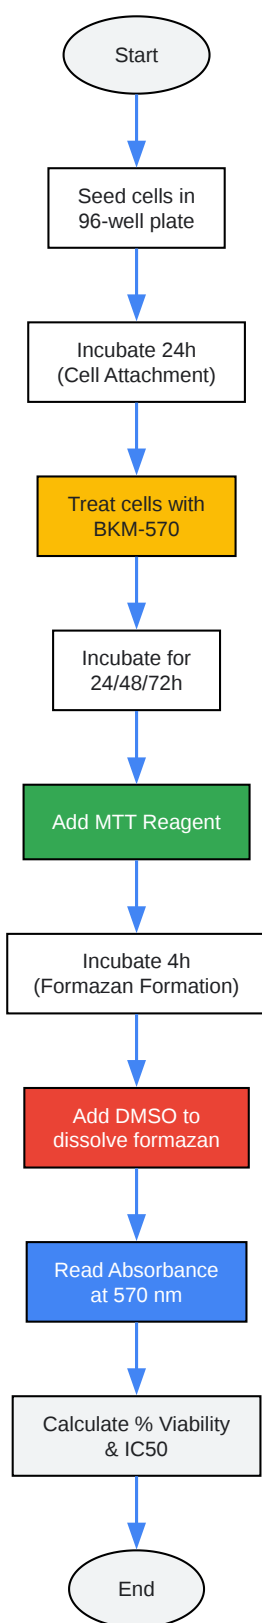 Start
Seed cells in
96-well plate
Incubate 24h
(Cell Attachment)
Treat cells with
BKM-570
Incubate for
24/48/72h
Add MTT Reagent
Incubate 4h
(Formazan Formation)
Add DMSO to
dissolve formazan
Read Absorbance
at 570 nm
Calculate % Viability
& IC50
End